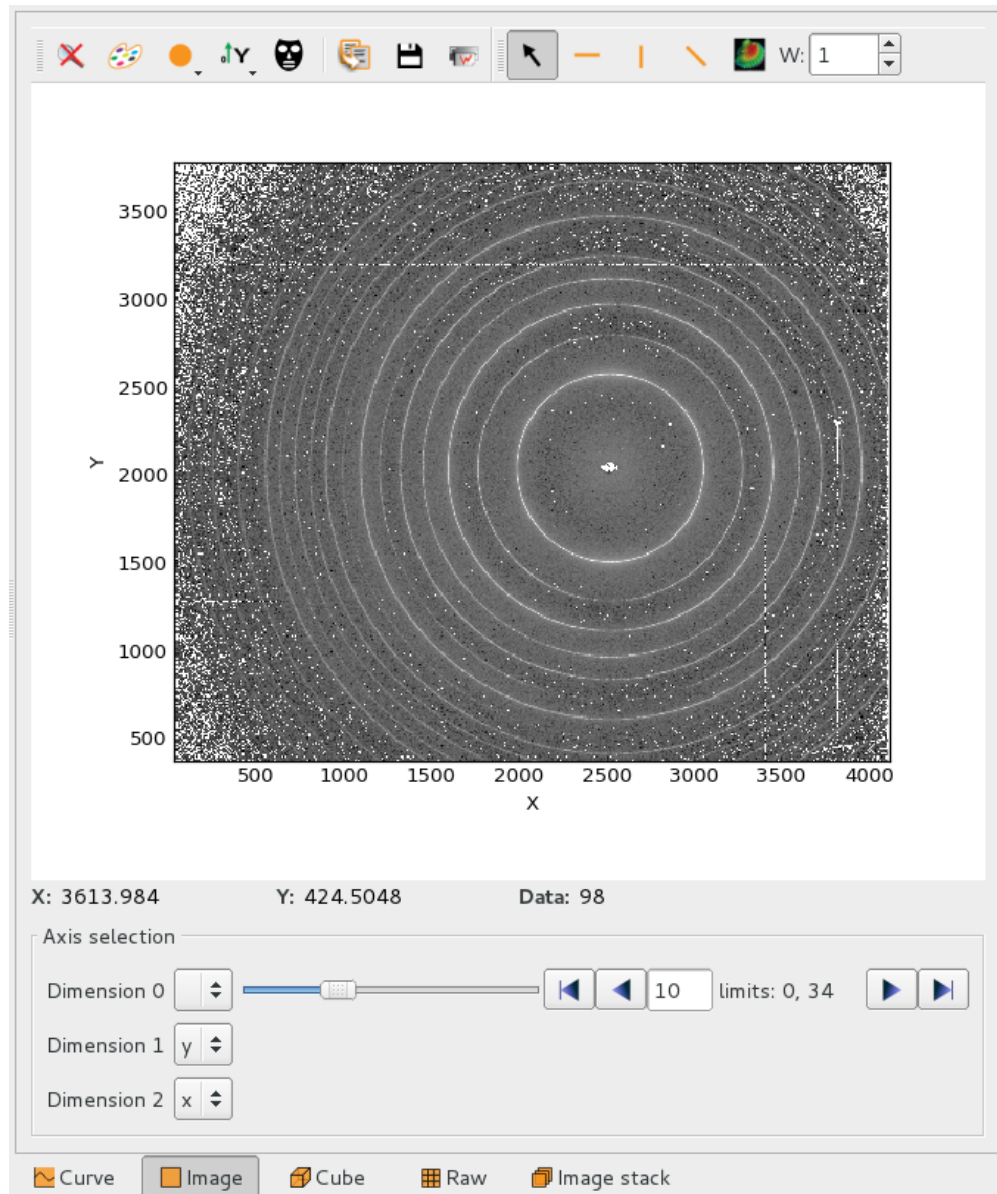 Y W: 1
3500
3000
2500
Y 2000
1500
1000
500
500 1000 1500 2000 2500 3000 3500 4000
X
X: 3613.984 Y: 424.5048 Data: 98
Axis selection
Dimension 0 10 limits: 0, 34
Dimension 1 y
Dimension 2 x
Curve Image Cube Raw Image stack